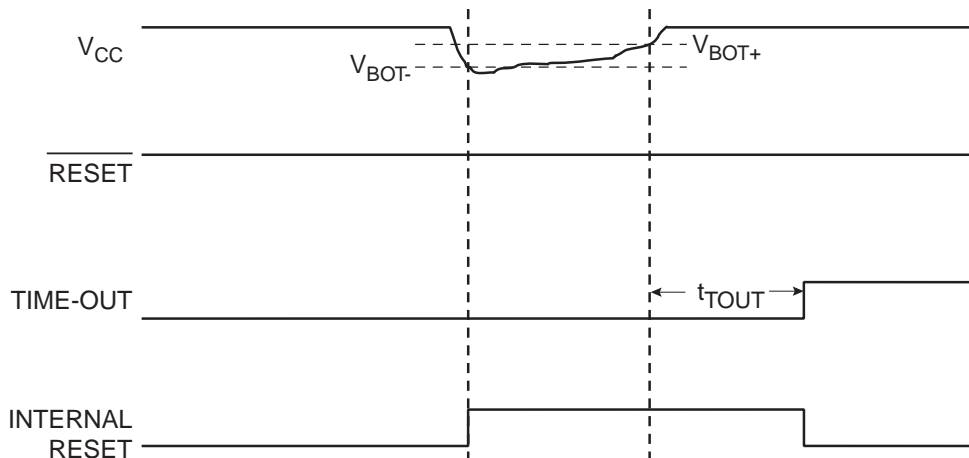 VCC
VBOT-
VBOT+
RESET
TIME-OUT
tTOUT
INTERNAL
RESET